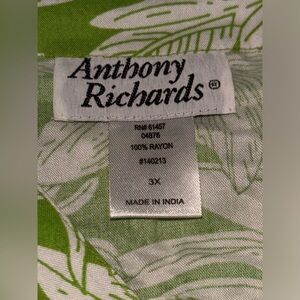 Anthony
Richards®
RN# 61457
04876
100% RAYON
#140213
3X
MADE IN INDIA